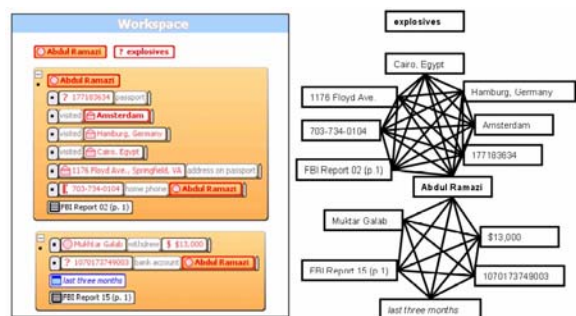 Workspace
Abdul Ramazi ? explosives
Abdul Ramazi
? 177183634 passport
visited Amsterdam
visited Hamburg, Germany
visited Cairo, Egypt
1176 Floyd Ave., Springfield, VA address on passport
703-734-0104 home phone Abdul Ramazi
FBI Report 02 (p. 1)
Mukhtar Galab withdrew $ $13,000
? 1070173749003 bank account Abdul Ramazi
last three months
FBI Report 15 (p. 1)
explosives
Cairo, Egypt
1176 Floyd Ave.
Hamburg, Germany
703-734-0104
Amsterdam
FBI Report 02 (p. 1)
177183634
Abdul Ramazi
Muktar Galab
$13,000
FBI Report 15 (p. 1)
1070173749003
last three months